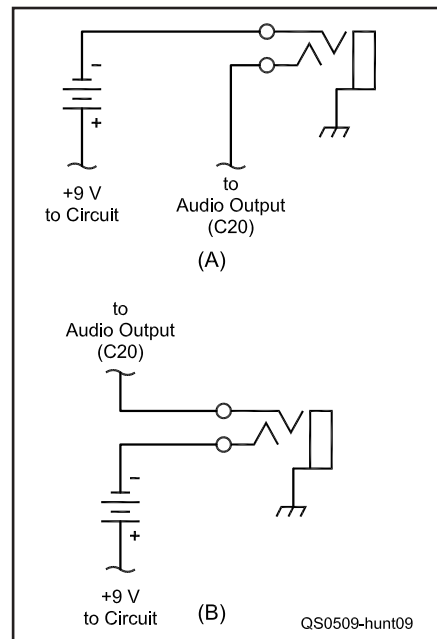 -
+
+9 V
to Circuit
to
Audio Output
(C20)
(A)
to
Audio Output
(C20)
-
+
+9 V
to Circuit
(B)
QS0509-hunt09